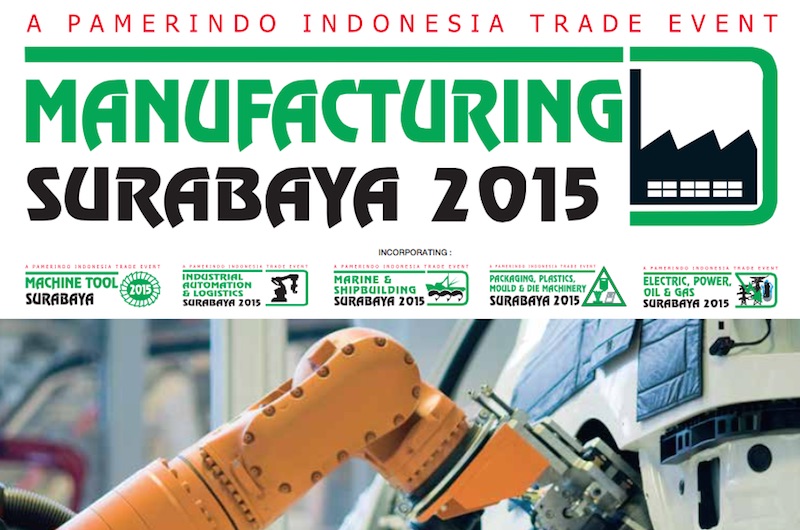 A PAMERINDO INDONESIA TRADE EVENT
MANUFACTURING
SURABAYA 2015
INCORPORATING :
A PAMERINDO INDONESIA TRADE EVENT
MACHINE TOOL
SURABAYA
2015
A PAMERINDO INDONESIA TRADE EVENT
INDUSTRIAL
AUTOMATION
& LOGISTICS
SURABAYA 2015
A PAMERINDO INDONESIA TRADE EVENT
MARINE &
SHIPBUILDING
SURABAYA 2015
A PAMERINDO INDONESIA TRADE EVENT
PACKAGING, PLASTICS,
MOULD & DIE MACHINERY
SURABAYA 2015
A PAMERINDO INDONESIA TRADE EVENT
ELECTRIC, POWER,
OIL & GAS
SURABAYA 2015